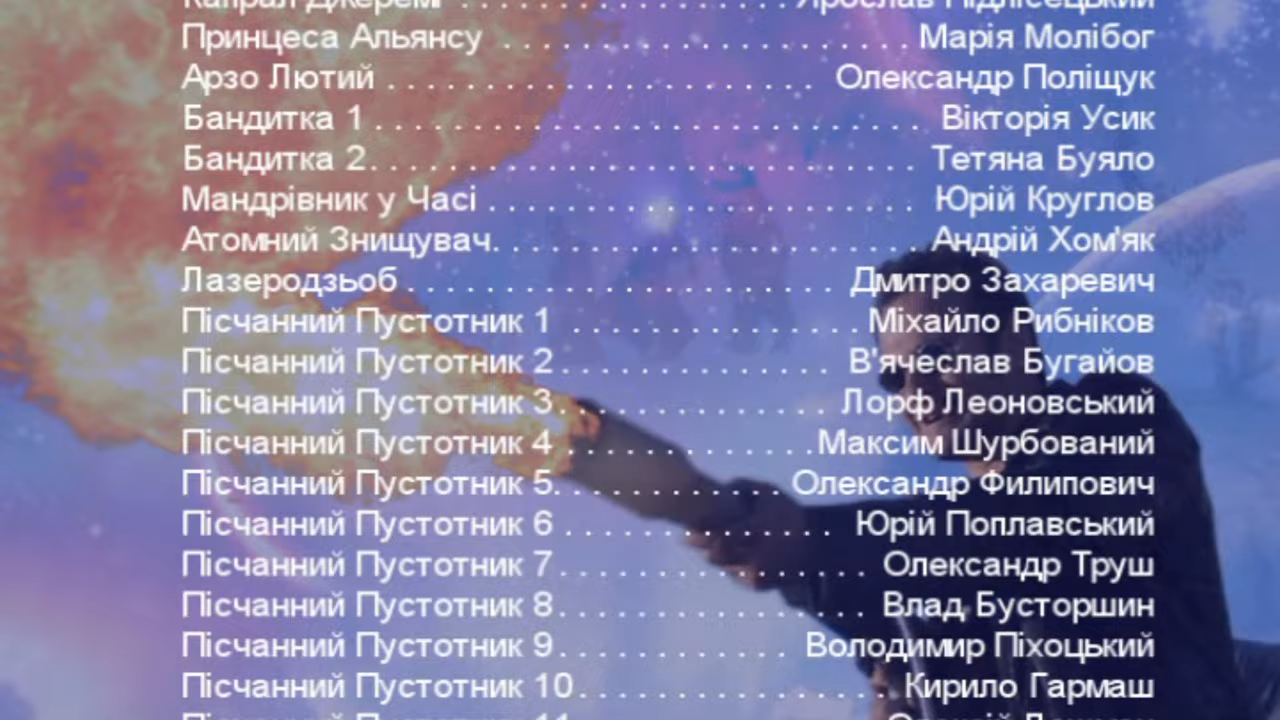 Капрал Джеремі . . . . . . . . . . . . . . . . . Ярослав Підлісецький
Принцеса Альянсу . . . . . . . . . . . . . . . . . . . . . Марія Молібог
Арзо Лютий . . . . . . . . . . . . . . . . . . . . . . Олександр Поліщук
Бандитка 1 . . . . . . . . . . . . . . . . . . . . . . . . . . . . Вікторія Усик
Бандитка 2. . . . . . . . . . . . . . . . . . . . . . . . . . . . Тетяна Буяло
Мандрівник у Часі . . . . . . . . . . . . . . . . . . . . . . Юрій Круглов
Атомний Знищувач. . . . . . . . . . . . . . . . . . . . . . Андрій Хом'як
Лазеродзьоб . . . . . . . . . . . . . . . . . . . . . . Дмитро Захаревич
Пісчанний Пустотник 1 . . . . . . . . . . . . . . . Міхайло Рибніков
Пісчанний Пустотник 2 . . . . . . . . . . . . . . В'ячеслав Бугайов
Пісчанний Пустотник 3 . . . . . . . . . . . . . . Лорф Леоновський
Пісчанний Пустотник 4 . . . . . . . . . . . . . Максим Шурбований
Пісчанний Пустотник 5. . . . . . . . . . . . Олександр Филипович
Пісчанний Пустотник 6 . . . . . . . . . . . . . . Юрій Поплавський
Пісчанний Пустотник 7 . . . . . . . . . . . . . . . . Олександр Труш
Пісчанний Пустотник 8 . . . . . . . . . . . . . . . . Влад Бусторшин
Пісчанний Пустотник 9 . . . . . . . . . . . . Володимир Піхоцький
Пісчанний Пустотник 10 . . . . . . . . . . . . . . . . Кирило Гармаш